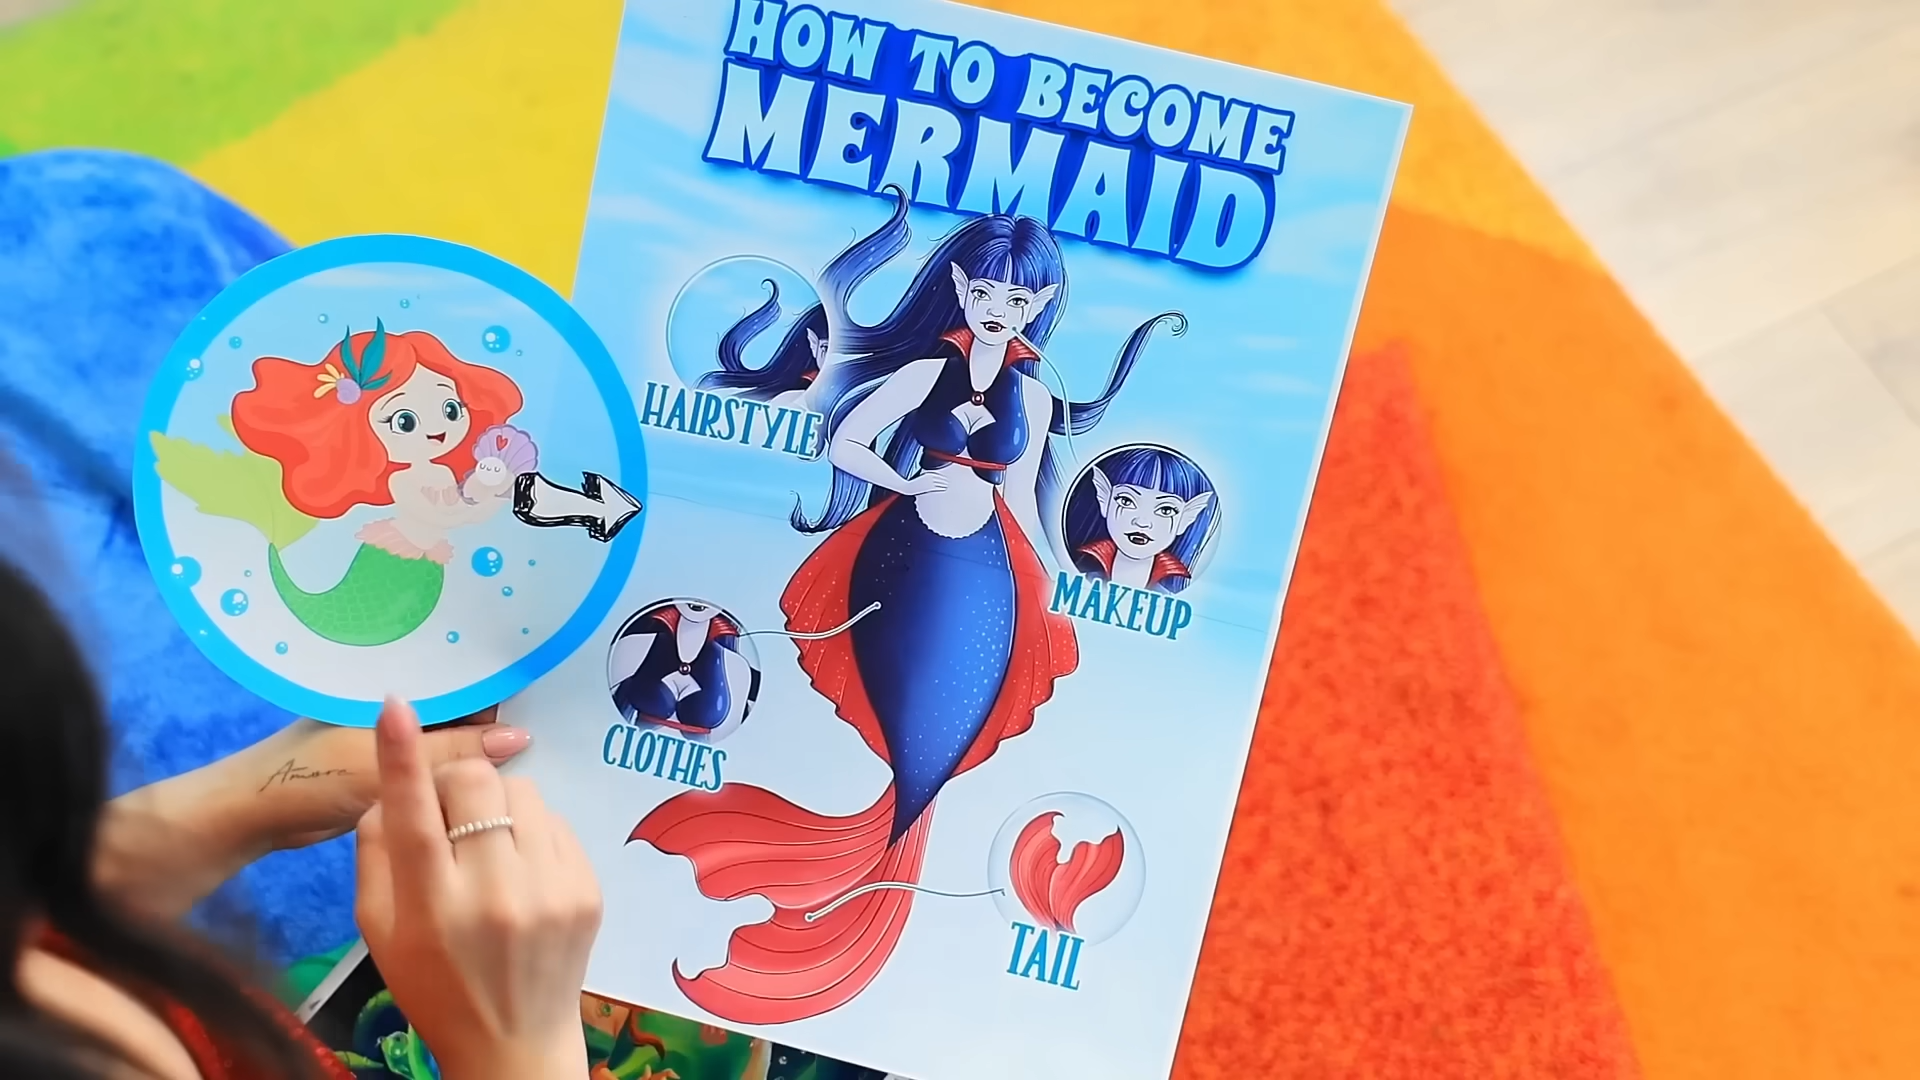 HOW TO BECOME
MERMAID
HAIRSTYLE
MAKEUP
CLOTHES
TAIL